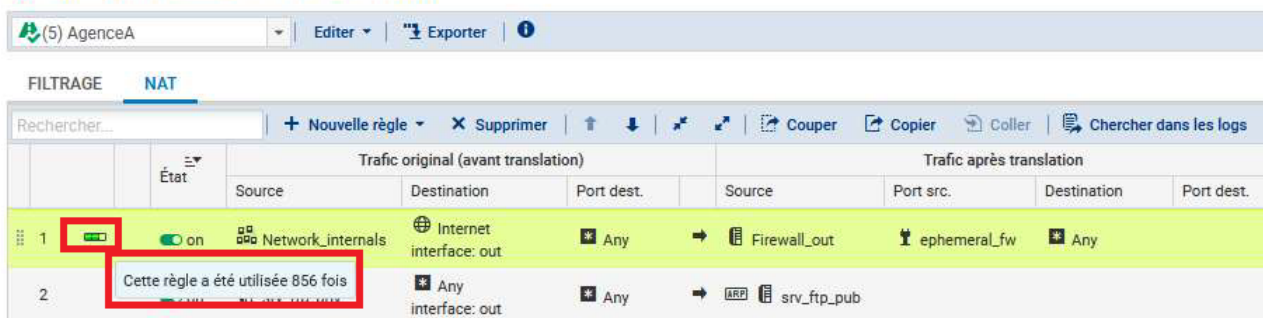 (5) AgenceA Editer Exporter
FILTRAGE NAT
Rechercher... + Nouvelle règle × Supprimer Couper Copier Coller Chercher dans les logs
État Trafic original (avant translation) Trafic après translation
Source Destination Port dest. Source Port src. Destination Port dest.
1 on Network_internals Internet Any Firewall_out ephemeral_fw Any
interface: out
Cette règle a été utilisée 856 fois
2 Any Any ARP srv_ftp_pub
interface: out